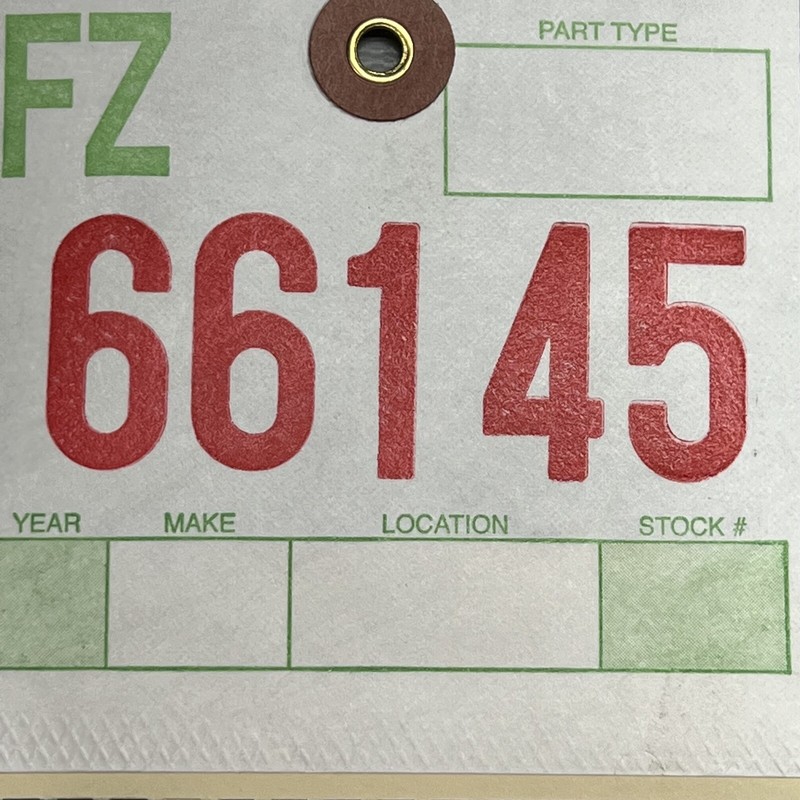 FZ
PART TYPE
66145
YEAR MAKE LOCATION STOCK #